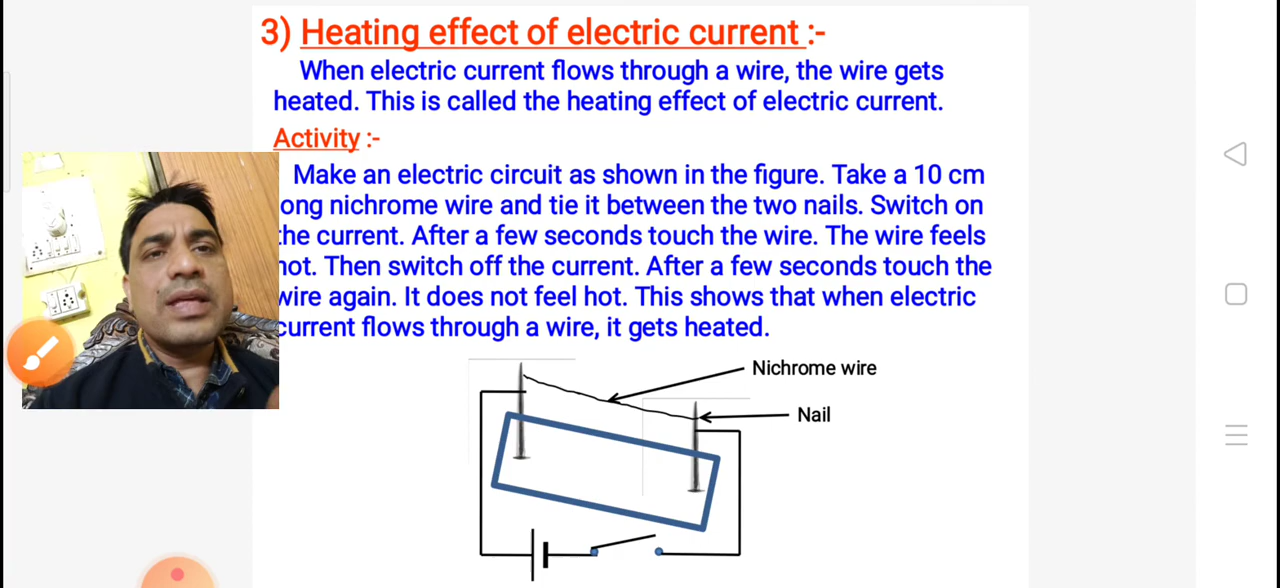 3) Heating effect of electric current :-
When electric current flows through a wire, the wire gets
heated. This is called the heating effect of electric current.
Activity :-
Make an electric circuit as shown in the figure. Take a 10 cm
ong nichrome wire and tie it between the two nails. Switch on
the current. After a few seconds touch the wire. The wire feels
hot. Then switch off the current. After a few seconds touch the
wire again. It does not feel hot. This shows that when electric
current flows through a wire, it gets heated.
Nichrome wire
Nail